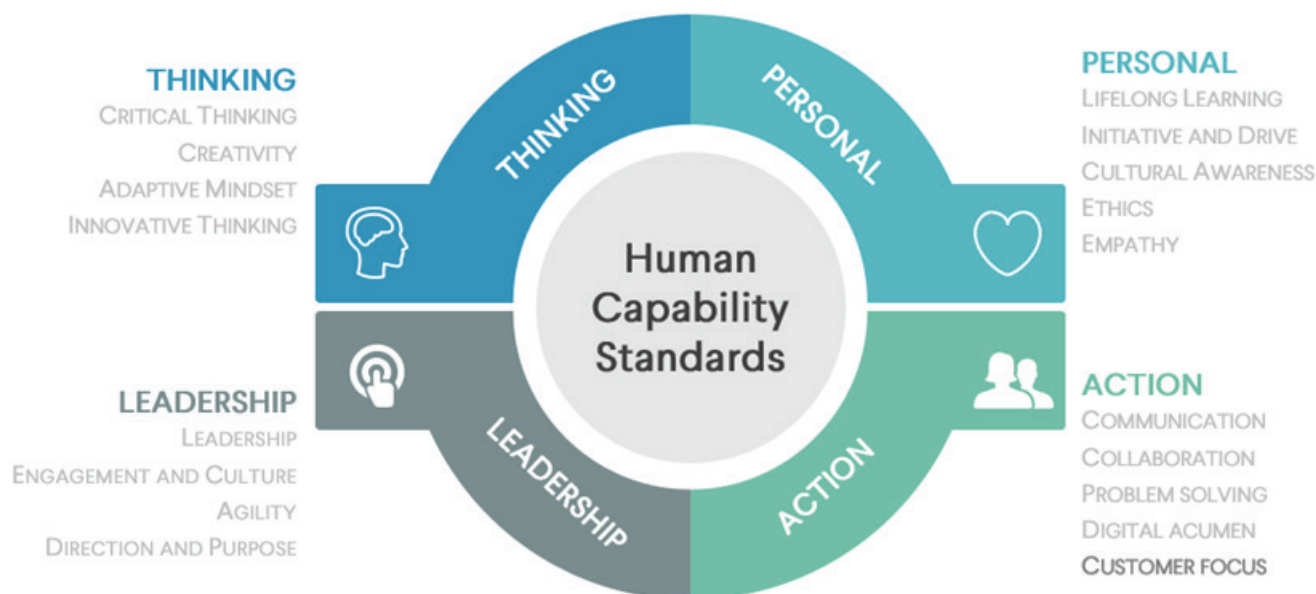 THINKING
CRITICAL THINKING
CREATIVITY
ADAPTIVE MINDSET
INNOVATIVE THINKING
THINKING
PERSONAL
PERSONAL
LIFELONG LEARNING
INITIATIVE AND DRIVE
CULTURAL AWARENESS
ETHICS
EMPATHY
Human
Capability
Standards
LEADERSHIP
LEADERSHIP
ENGAGEMENT AND CULTURE
AGILITY
DIRECTION AND PURPOSE
LEADERSHIP
ACTION
ACTION
COMMUNICATION
COLLABORATION
PROBLEM SOLVING
DIGITAL ACUMEN
CUSTOMER FOCUS